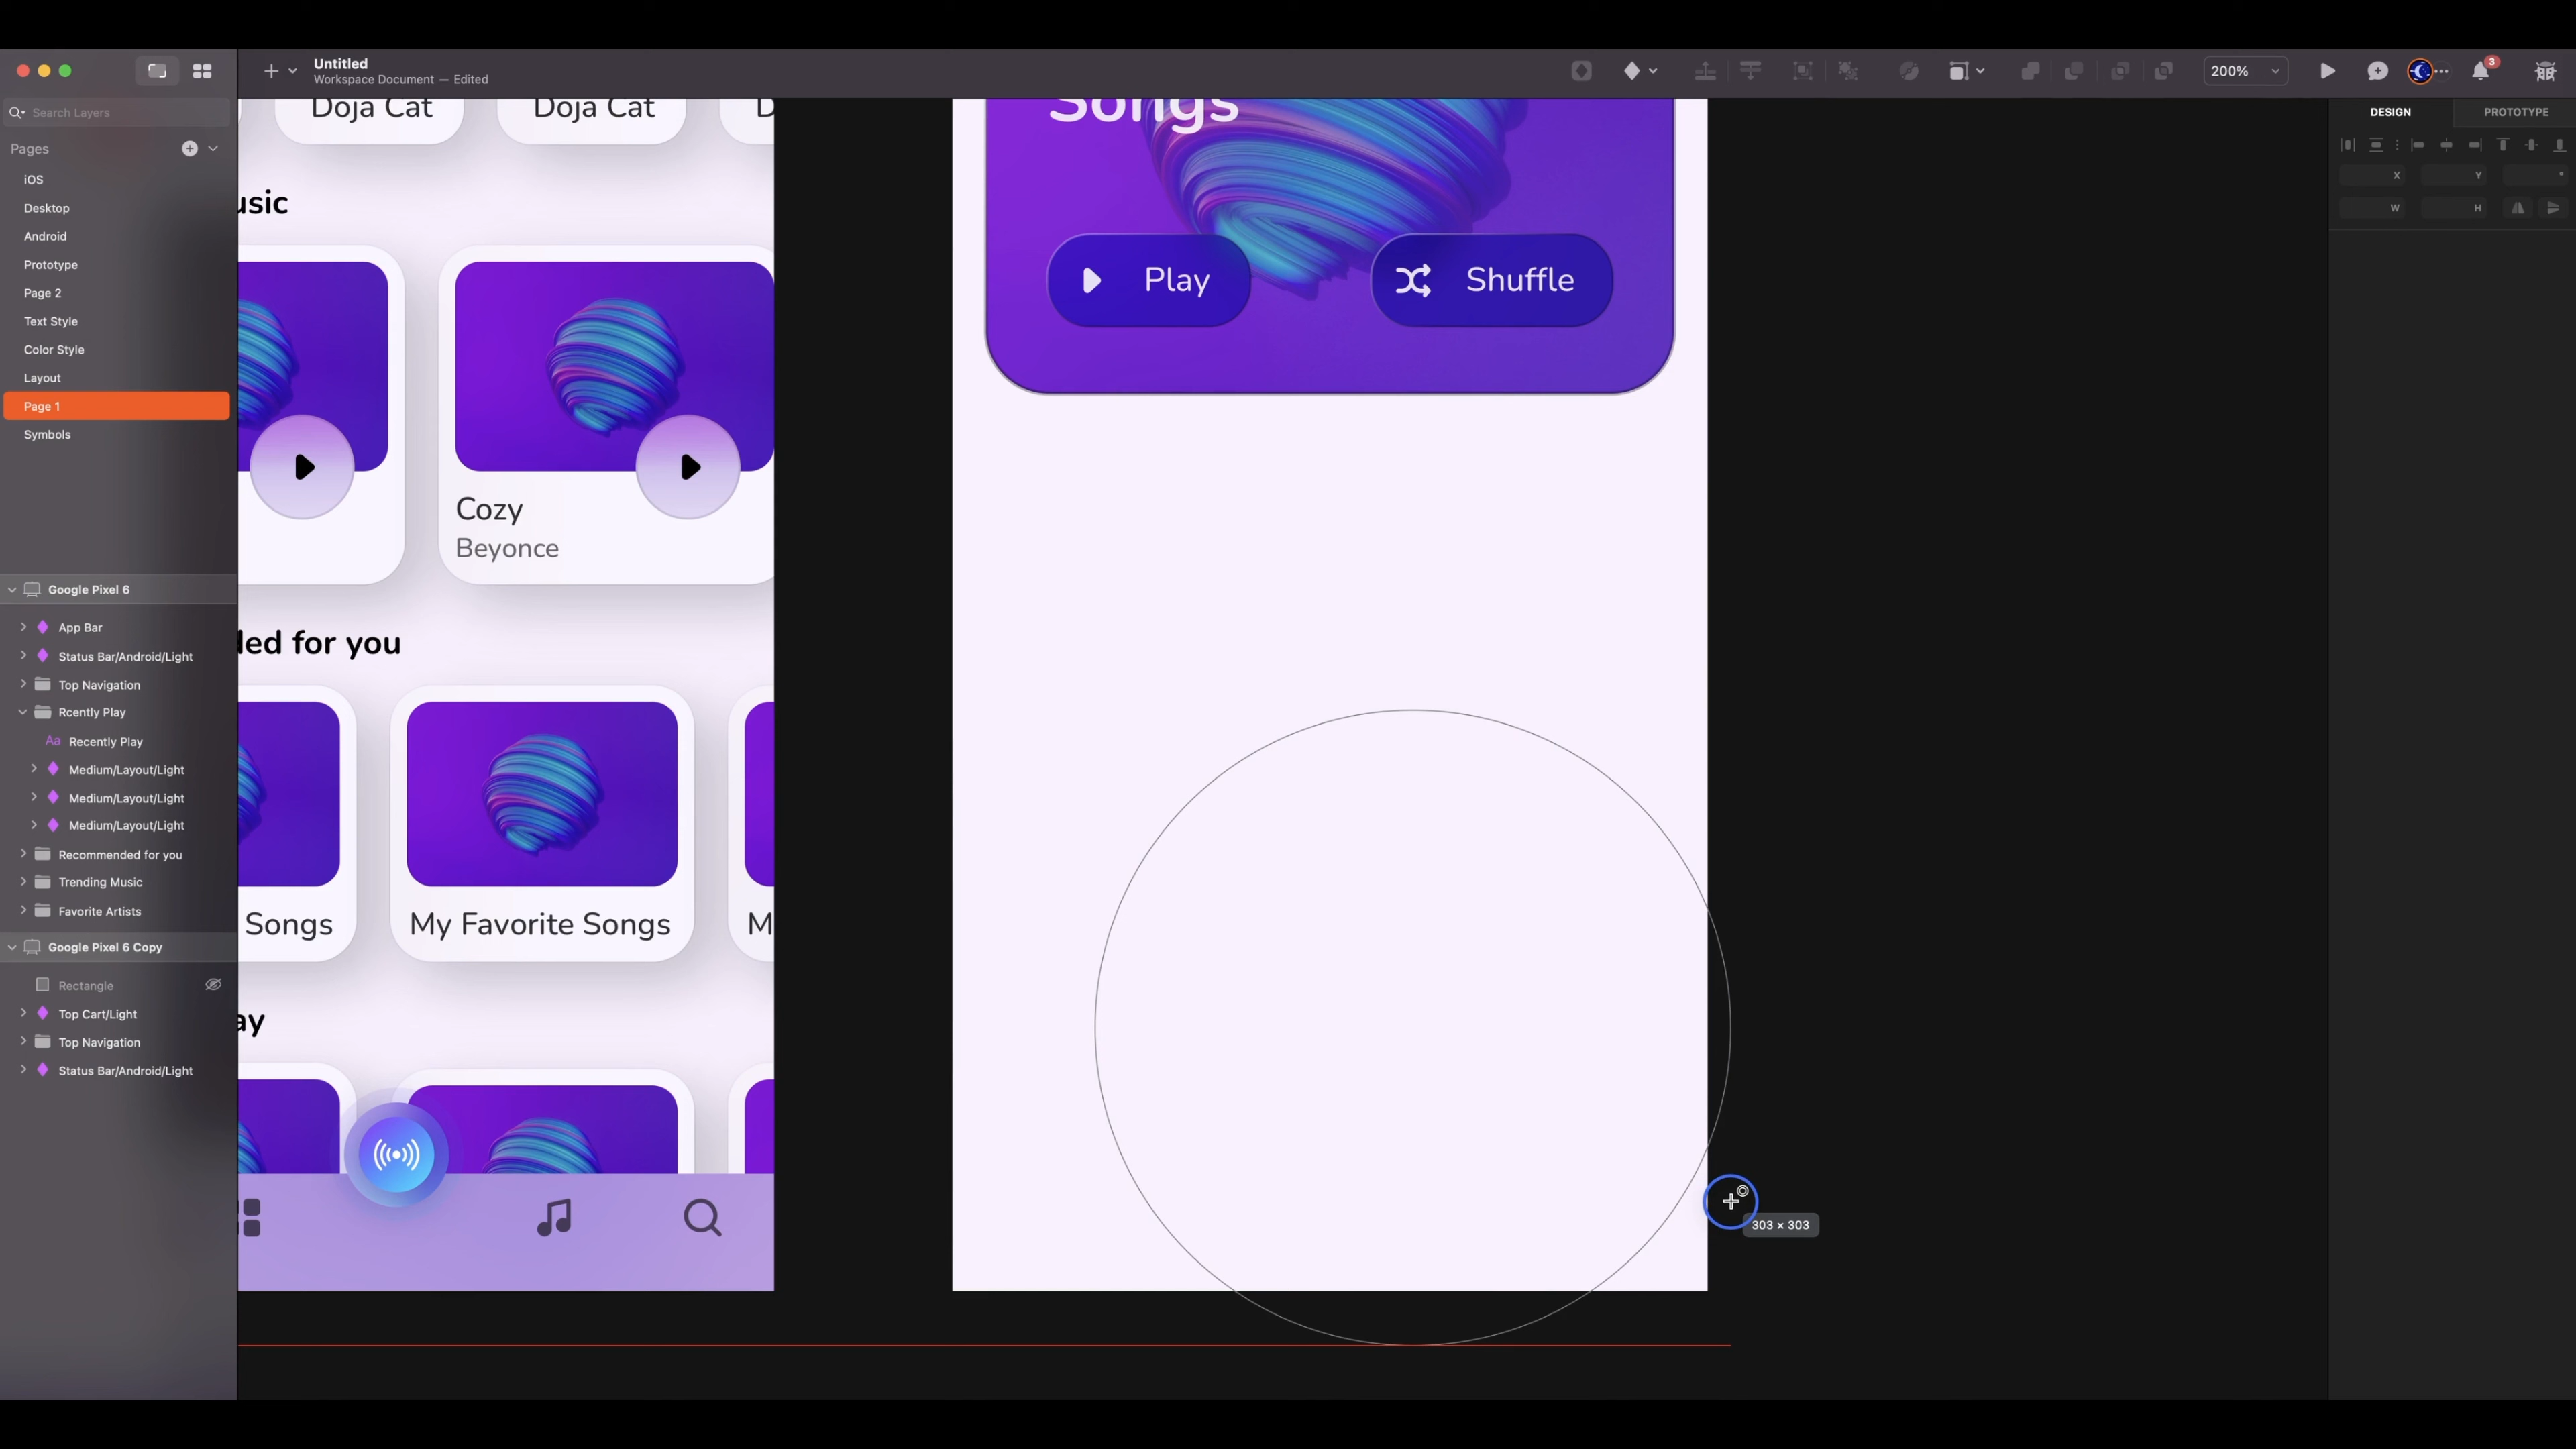 Untitled
Workspace Document — Edited
200%
3
Search Layers
Pages
iOS
Desktop
Android
Prototype
Page 2
Text Style
Color Style
Layout
Page 1
Symbols
Google Pixel 6
App Bar
Status Bar/Android/Light
Top Navigation
Rcently Play
Aa Recently Play
Medium/Layout/Light
Medium/Layout/Light
Medium/Layout/Light
Recommended for you
Trending Music
Favorite Artists
Google Pixel 6 Copy
Rectangle
Top Cart/Light
Top Navigation
Status Bar/Android/Light
Doja Cat
Doja Cat
D
usic
Cozy
Beyonce
ded for you
Songs
My Favorite Songs
M
ay
Songs
Play
Shuffle
303 × 303
DESIGN
PROTOTYPE
X
Y
°
W
H